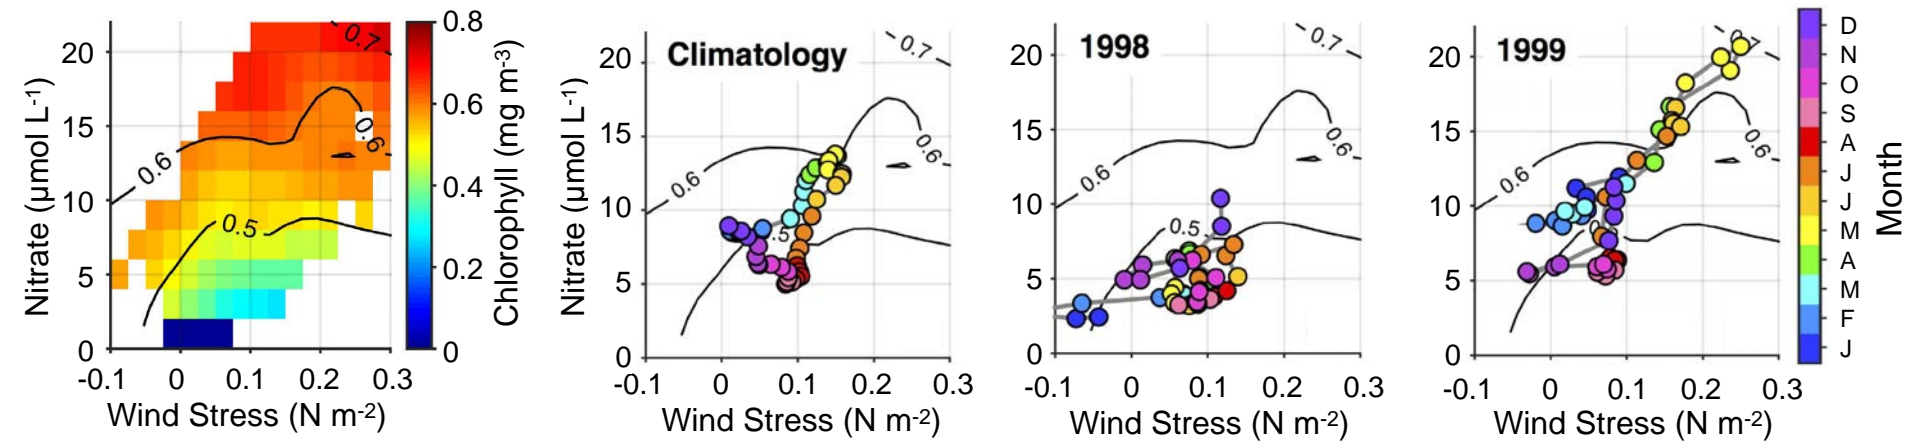 20
15
10
5
0
Nitrate (µmol L-1)
-0.1 0 0.1 0.2 0.3
Wind Stress (N m-2)
0.7
0.6
0.6
0.5
0.8
0.6
0.4
0.2
0
Chlorophyll (mg m-3)
Climatology
20
15
10
5
0
Nitrate (µmol L-1)
-0.1 0 0.1 0.2 0.3
Wind Stress (N m-2)
0.7
0.6
0.6
.5
1998
20
15
10
5
0
-0.1 0 0.1 0.2 0.3
Wind Stress (N m-2)
0.7
0.6
0.6
0.5
1999
20
15
10
5
0
-0.1 0 0.1 0.2 0.3
Wind Stress (N m-2)
0.6
0.6
D
N
O
S
A
J
J
M
A
M
F
J
Month